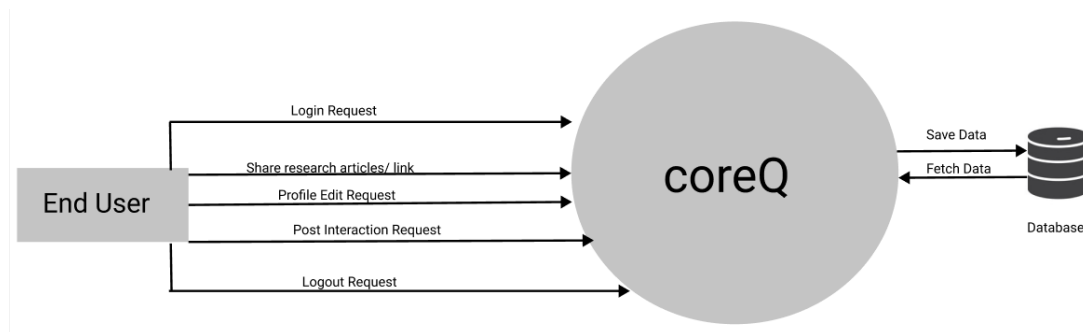 Login Request
Share research articles/ link
End User
Profile Edit Request
Post Interaction Request
Logout Request
coreQ
Save Data
Fetch Data
Database